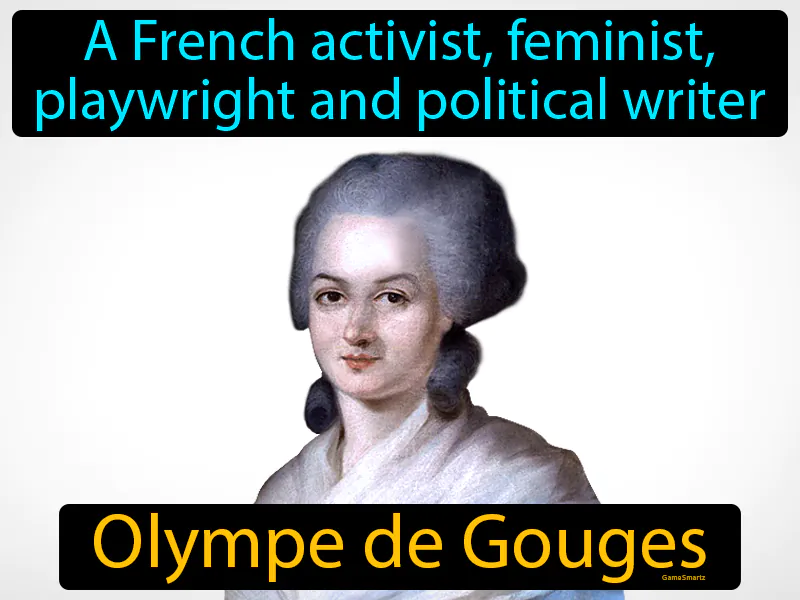 A French activist, feminist,
playwright and political writer
Olympe de Gouges
GameSmartz